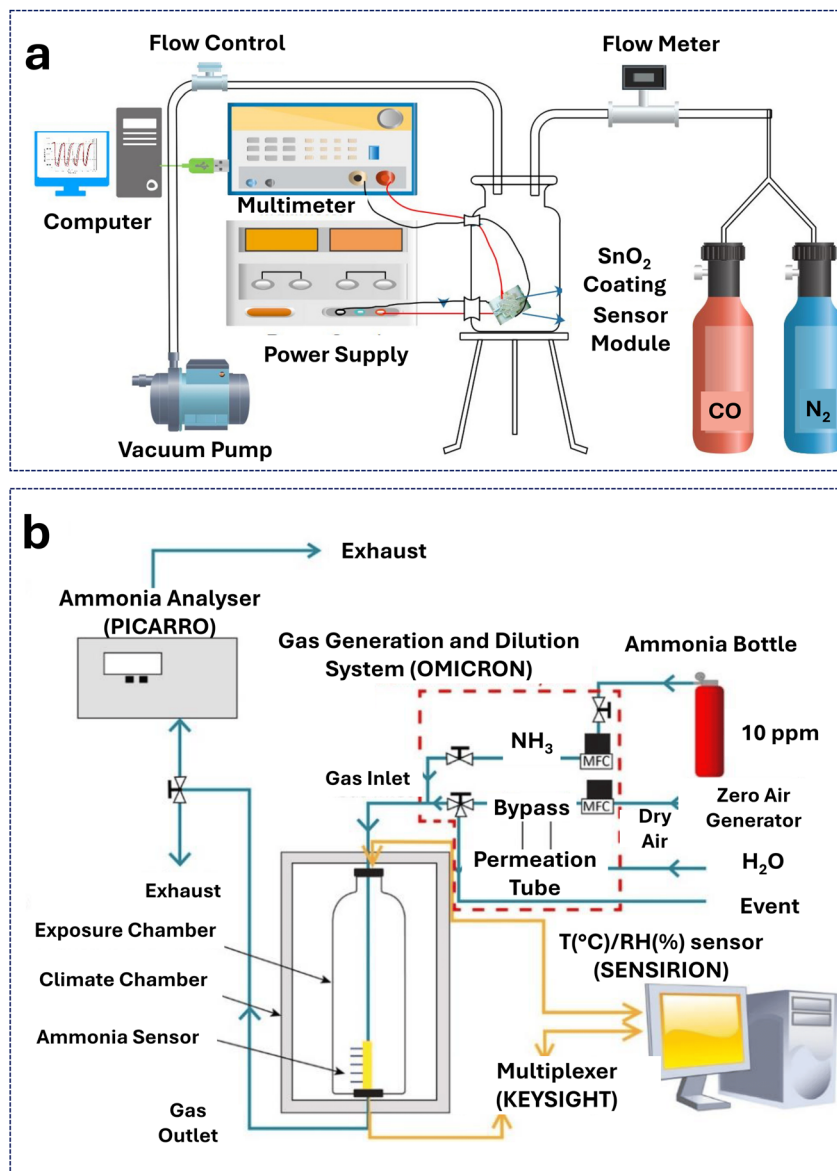 a
Flow Control
Flow Meter
Computer
Multimeter
SnO₂
Coating
Sensor
Module
Power Supply
Vacuum Pump
CO
N₂
b
Exhaust
Ammonia Analyser
(PICARRO)
Gas Generation and Dilution
System (OMICRON)
Ammonia Bottle
10 ppm
NH₃
MFC
Gas Inlet
Bypass
MFC
Dry
Air
Zero Air
Generator
Permeation
Tube
H₂O
Event
Exhaust
Exposure Chamber
Climate Chamber
Ammonia Sensor
T(°C)/RH(%) sensor
(SENSIRION)
Multiplexer
(KEYSIGHT)
Gas
Outlet